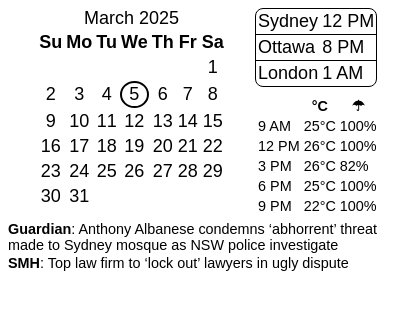 March 2025
Su Mo Tu We Th Fr Sa
1
2 3 4 5 6 7 8
9 10 11 12 13 14 15
16 17 18 19 20 21 22
23 24 25 26 27 28 29
30 31
Sydney 12 PM
Ottawa 8 PM
London 1 AM
°C ☂
9 AM 25°C 100%
12 PM 26°C 100%
3 PM 26°C 82%
6 PM 25°C 100%
9 PM 22°C 100%
Guardian: Anthony Albanese condemns ‘abhorrent’ threat
made to Sydney mosque as NSW police investigate
SMH: Top law firm to ‘lock out’ lawyers in ugly dispute